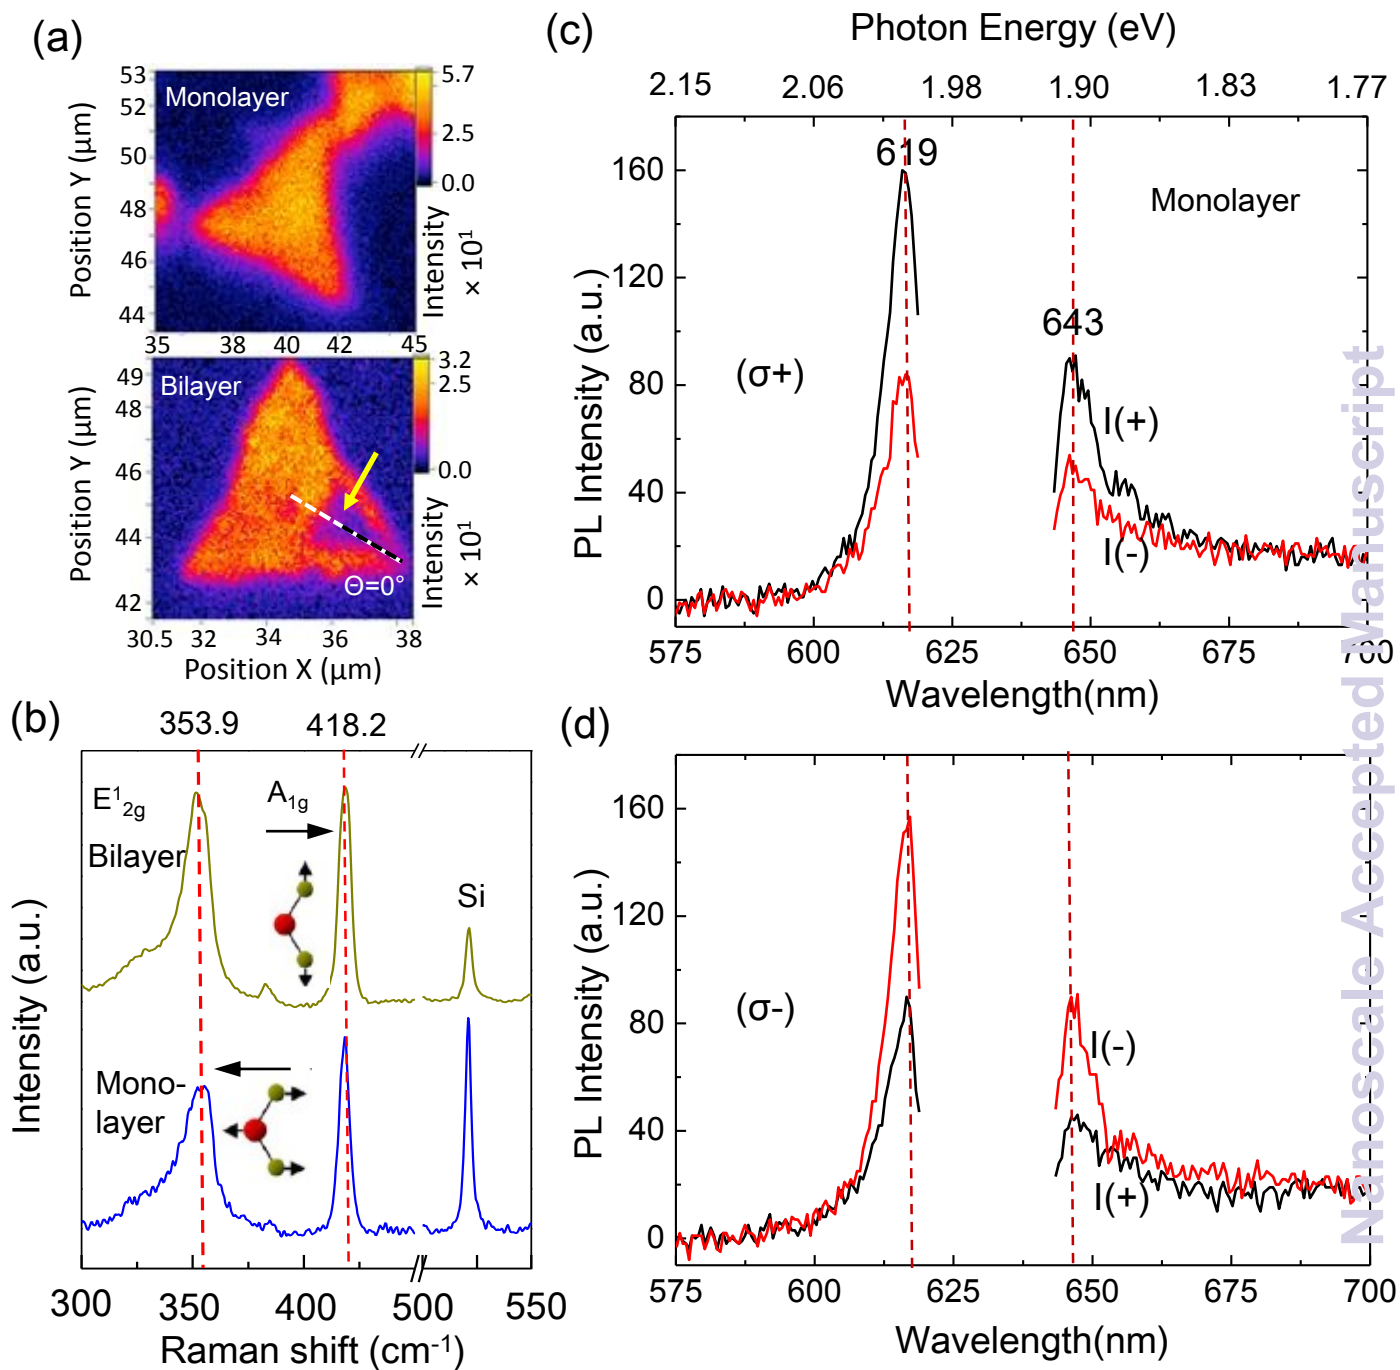 (a)
53
52
50
48
46
44
Position Y (μm)
Monolayer
5.7
2.5
0.0
Intensity
× 10¹
35
38
40
42
45
49
48
46
44
42
Position Y (μm)
Bilayer
Θ=0°
3.2
2.5
0.0
Intensity
× 10¹
30.5
32
34
36
38
Position X (μm)
(b)
353.9
418.2
E¹₂g
A₁g
Bilayer
Si
Mono-
layer
Intensity (a.u.)
300
350
400
500
550
Raman shift (cm⁻¹)
(c)
Photon Energy (eV)
2.15
2.06
1.98
1.90
1.83
1.77
619
643
Monolayer
(σ+)
I(+)
I(-)
160
120
80
40
0
PL Intensity (a.u.)
575
600
625
650
675
700
Wavelength(nm)
(d)
(σ-)
I(-)
I(+)
160
120
80
40
0
PL Intensity (a.u.)
575
600
625
650
675
700
Wavelength(nm)
Nanoscale Accepted Manuscript